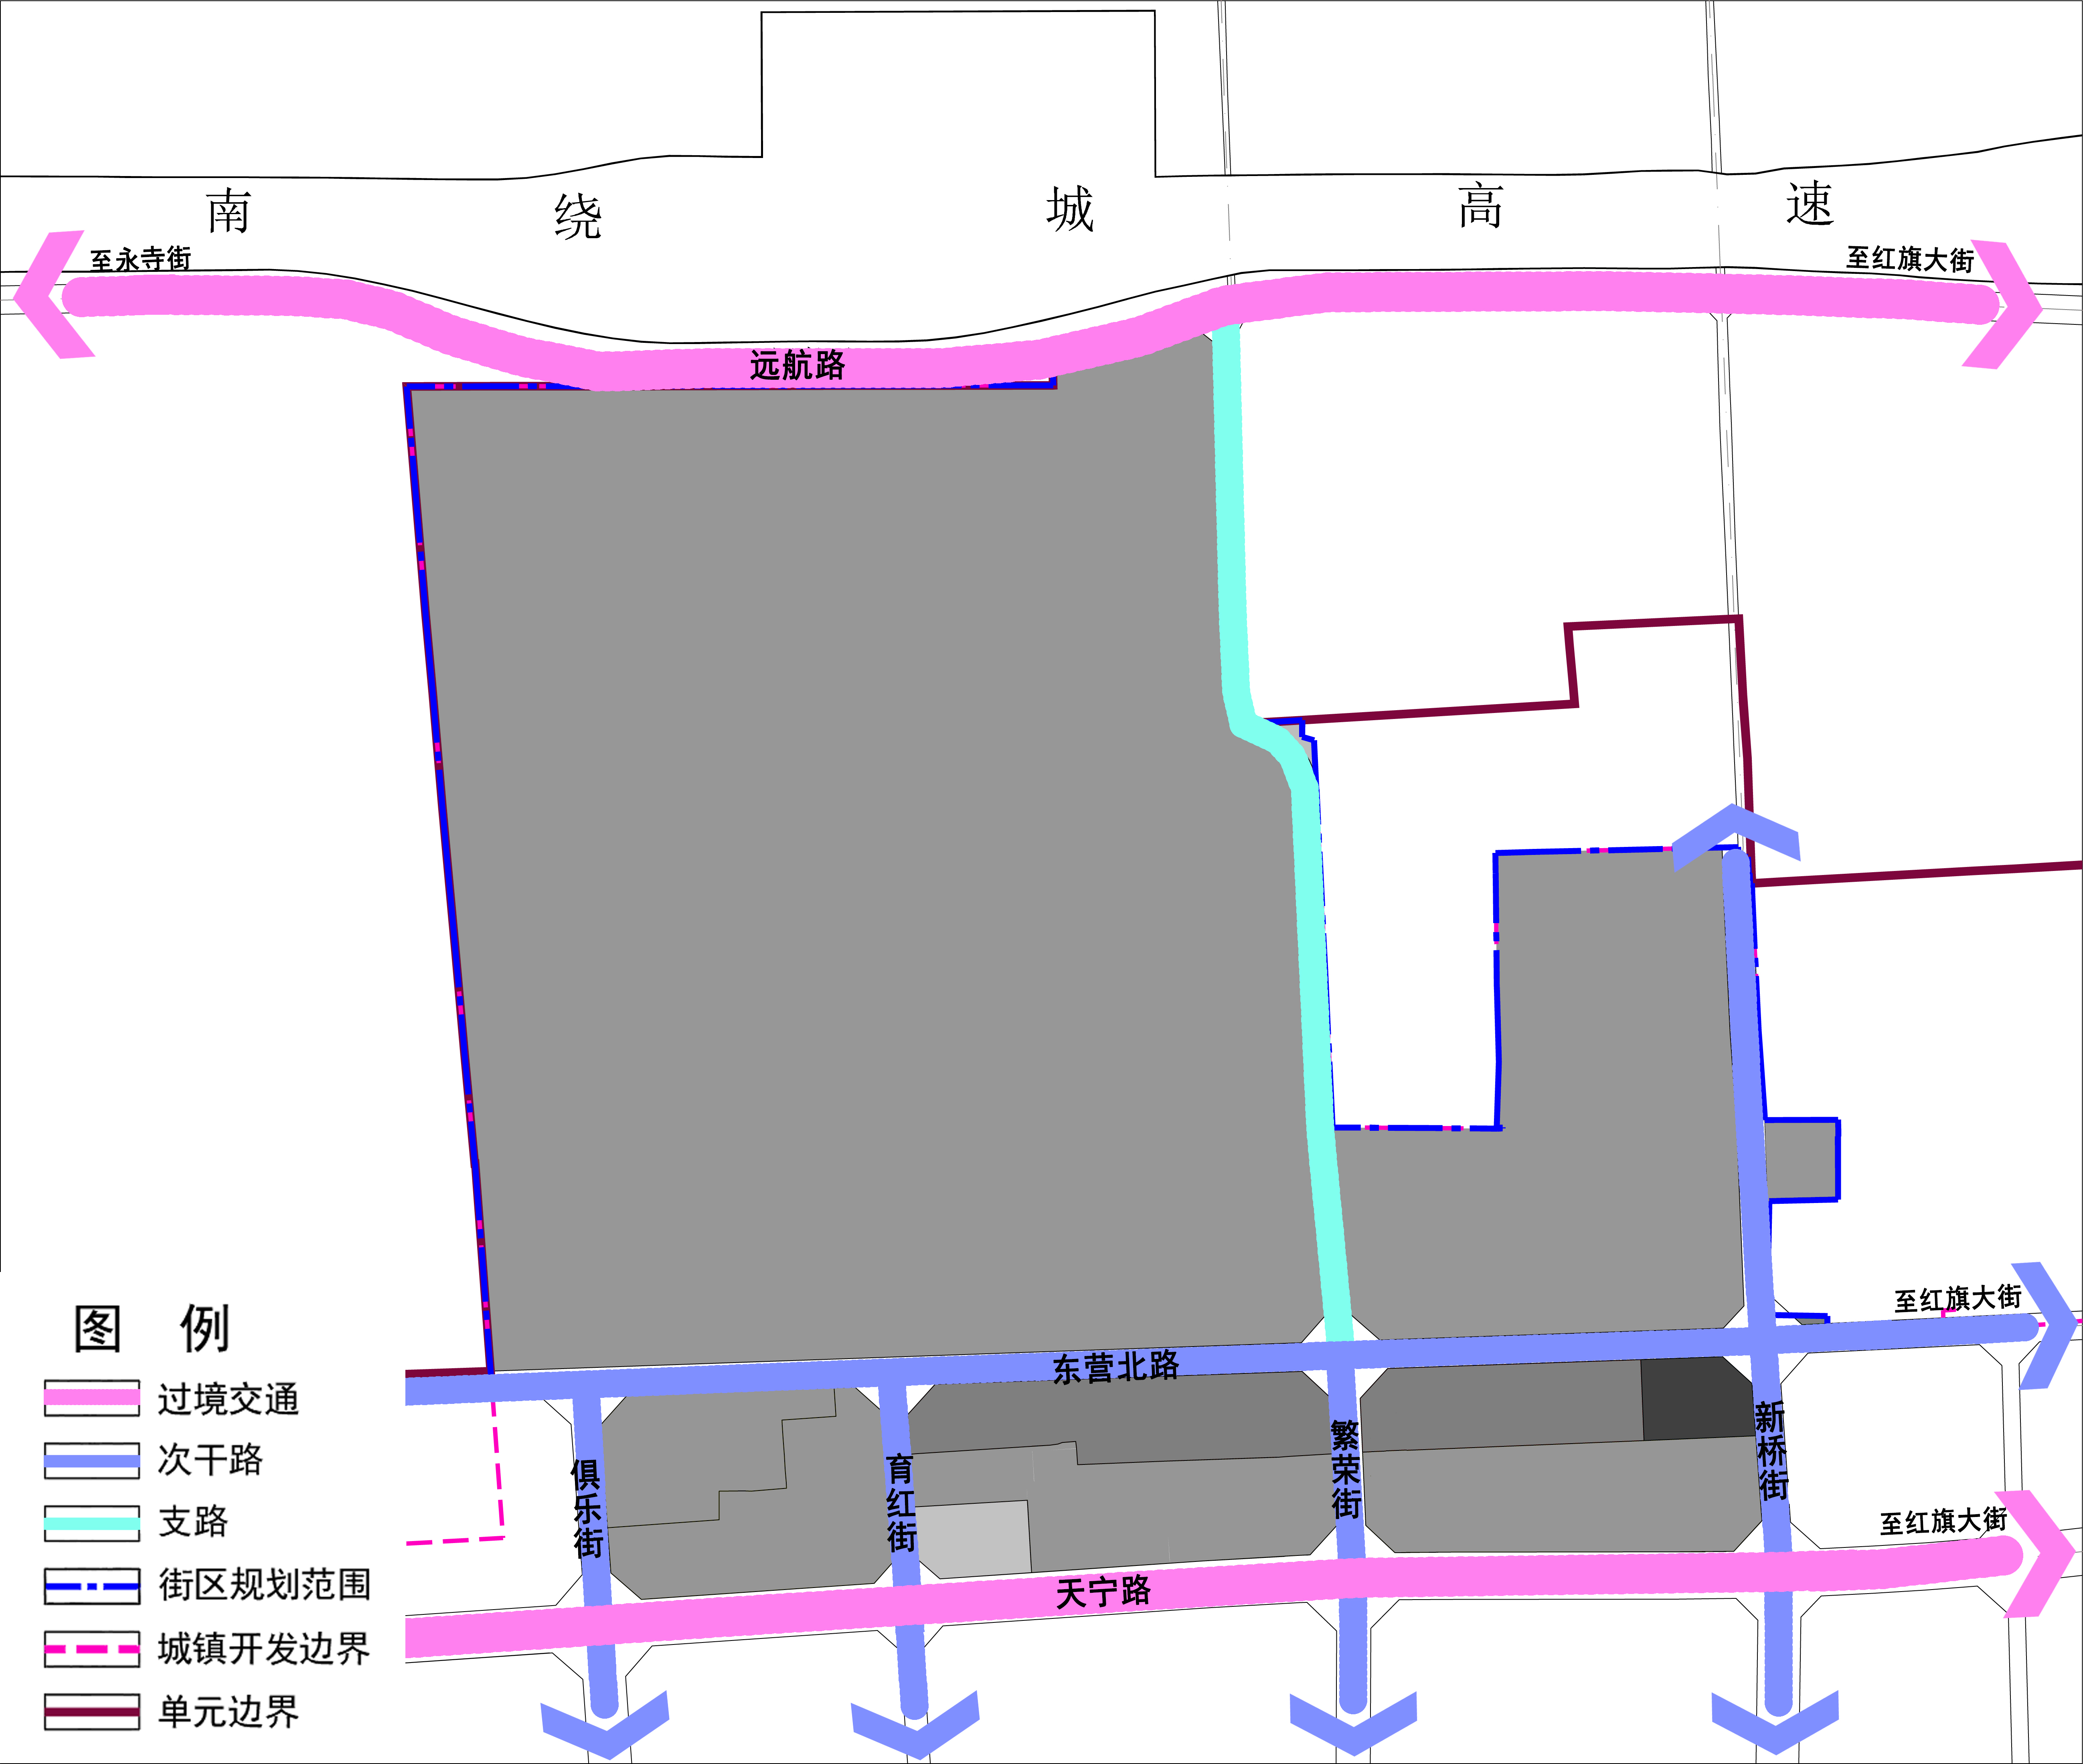 南绕城高速
至永寺街
至红旗大街
远航路
至红旗大街
东营北路
俱乐街
育红街
繁荣街
新桥街
至红旗大街
天宁路
图 例
过境交通
次干路
支路
街区规划范围
城镇开发边界
单元边界